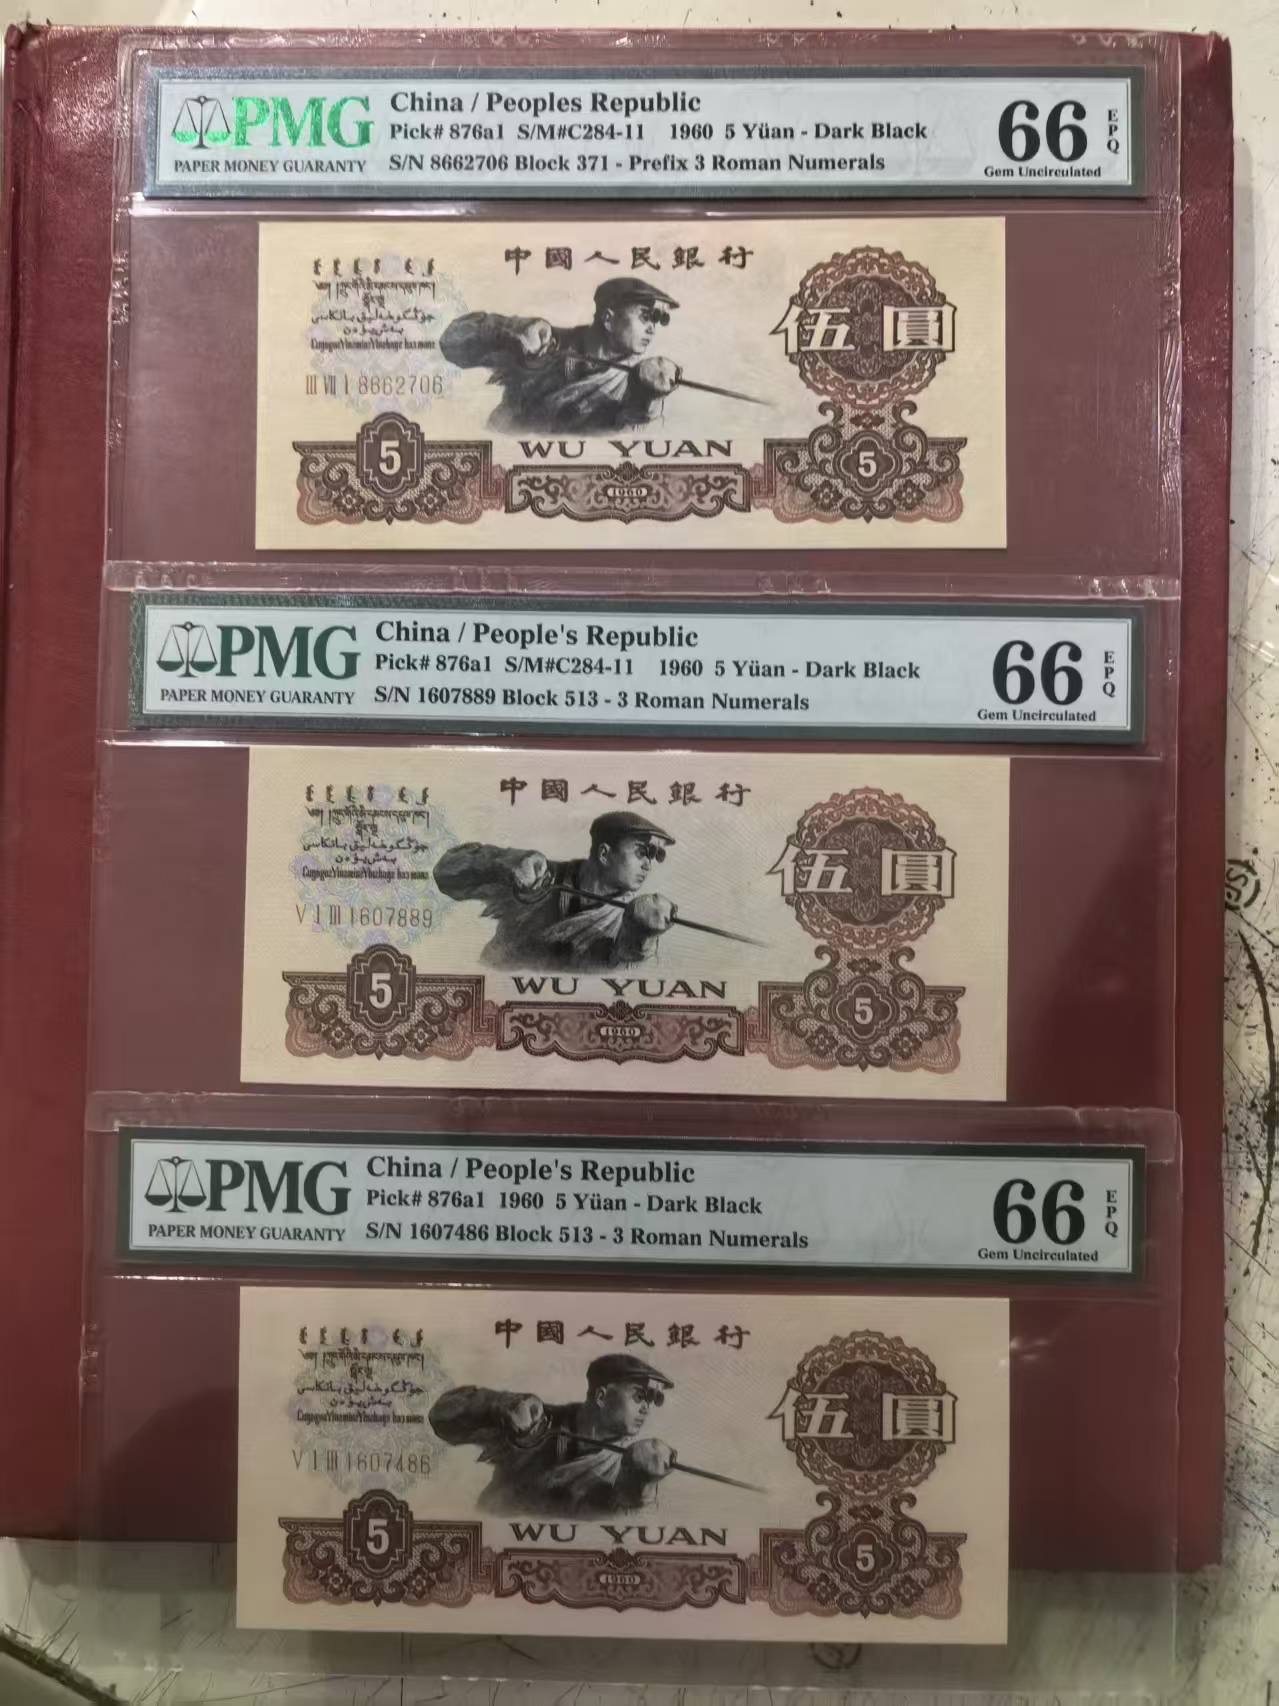 PMG
PAPER MONEY GUARANTY
China / Peoples Republic
Pick# 876a1 S/M#C284-11 1960 5 Yüan - Dark Black
S/N 8662706 Block 371 - Prefix 3 Roman Numerals
66 EPQ
Gem Uncirculated
中國人民銀行
伍圓
III VII I 8662706
5
WU YUAN
1960
5
PMG
PAPER MONEY GUARANTY
China / People's Republic
Pick# 876a1 S/M#C284-11 1960 5 Yüan - Dark Black
S/N 1607889 Block 513 - 3 Roman Numerals
66 EPQ
Gem Uncirculated
中國人民銀行
伍圓
V I III 1607889
5
WU YUAN
1960
5
PMG
PAPER MONEY GUARANTY
China / People's Republic
Pick# 876a1 1960 5 Yüan - Dark Black
S/N 1607486 Block 513 - 3 Roman Numerals
66 EPQ
Gem Uncirculated
中國人民銀行
伍圓
V I III 1607486
5
WU YUAN
1960
5